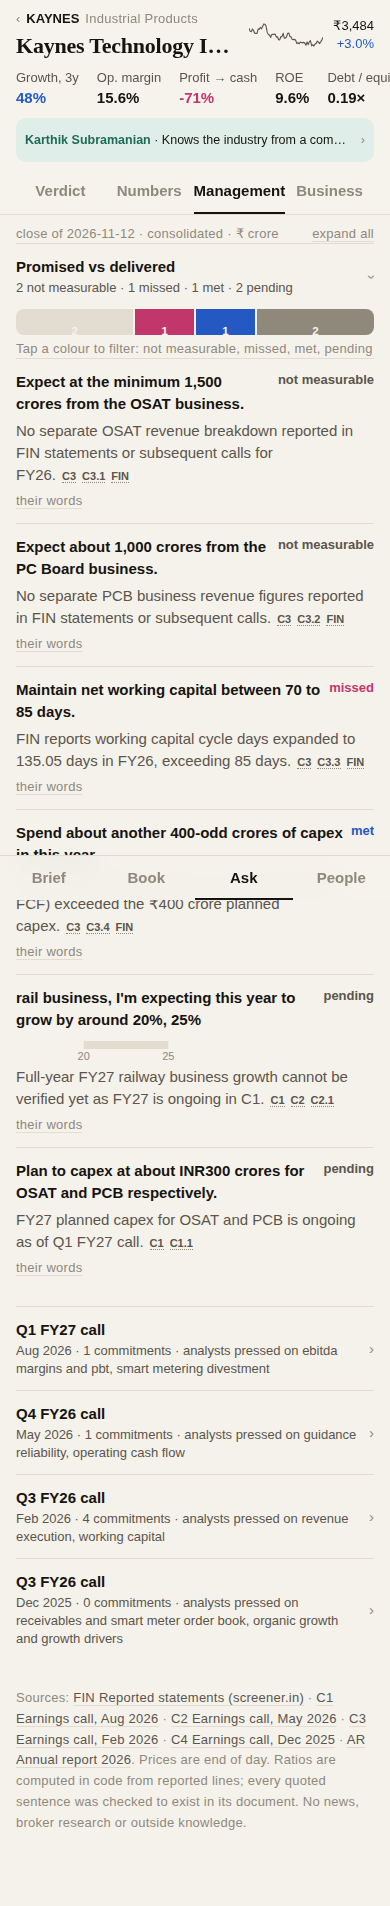 ‹ KAYNES Industrial Products
₹3,484
Kaynes Technology I…
+3.0%
Growth, 3y Op. margin Profit → cash ROE Debt / equi
48% 15.6% -71% 9.6% 0.19×
Karthik Subramanian · Knows the industry from a com… ›
Verdict Numbers Management Business
close of 2026-11-12 · consolidated · ₹ crore expand all
Promised vs delivered
2 not measurable · 1 missed · 1 met · 2 pending
2 1 1 2
Tap a colour to filter: not measurable, missed, met, pending
Expect at the minimum 1,500 not measurable
crores from the OSAT business.
No separate OSAT revenue breakdown reported in
FIN statements or subsequent calls for
FY26. C3 C3.1 FIN
their words
Expect about 1,000 crores from the not measurable
PC Board business.
No separate PCB business revenue figures reported
in FIN statements or subsequent calls. C3 C3.2 FIN
their words
Maintain net working capital between 70 to missed
85 days.
FIN reports working capital cycle days expanded to
135.05 days in FY26, exceeding 85 days. C3 C3.3 FIN
their words
Spend about another 400-odd crores of capex met
in this year
Brief Book Ask People
FCF) exceeded the ₹400 crore planned
capex. C3 C3.4 FIN
their words
rail business, I'm expecting this year to pending
grow by around 20%, 25%
20 25
Full-year FY27 railway business growth cannot be
verified yet as FY27 is ongoing in C1. C1 C2 C2.1
their words
Plan to capex at about INR300 crores for pending
OSAT and PCB respectively.
FY27 planned capex for OSAT and PCB is ongoing
as of Q1 FY27 call. C1 C1.1
their words
Q1 FY27 call
Aug 2026 · 1 commitments · analysts pressed on ebitda ›
margins and pbt, smart metering divestment
Q4 FY26 call
May 2026 · 1 commitments · analysts pressed on guidance ›
reliability, operating cash flow
Q3 FY26 call
Feb 2026 · 4 commitments · analysts pressed on revenue ›
execution, working capital
Q3 FY26 call
Dec 2025 · 0 commitments · analysts pressed on
receivables and smart meter order book, organic growth ›
and growth drivers
Sources: FIN Reported statements (screener.in) · C1
Earnings call, Aug 2026 · C2 Earnings call, May 2026 · C3
Earnings call, Feb 2026 · C4 Earnings call, Dec 2025 · AR
Annual report 2026. Prices are end of day. Ratios are
computed in code from reported lines; every quoted
sentence was checked to exist in its document. No news,
broker research or outside knowledge.